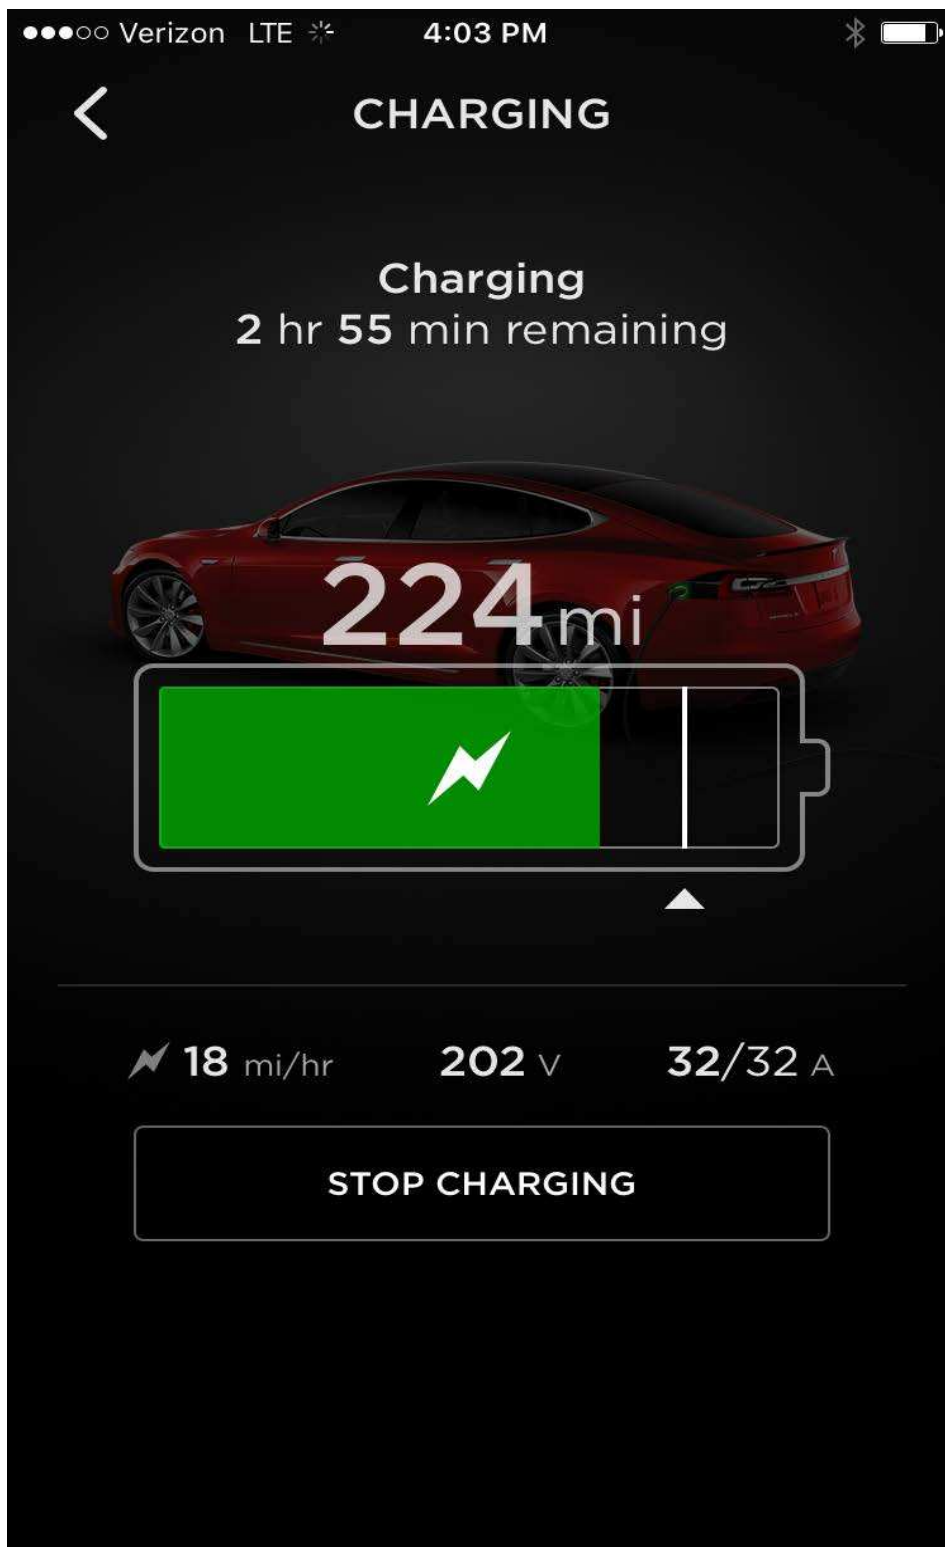 Verizon LTE 4:03 PM
CHARGING
Charging
2 hr 55 min remaining
224 mi
18 mi/hr 202 V 32/32 A
STOP CHARGING